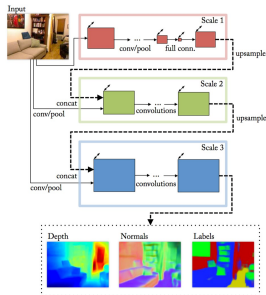 Input
Scale 1
conv/pool
full conn.
upsample
concat
Scale 2
convolutions
conv/pool
upsample
concat
Scale 3
convolutions
conv/pool
Depth
Normals
Labels